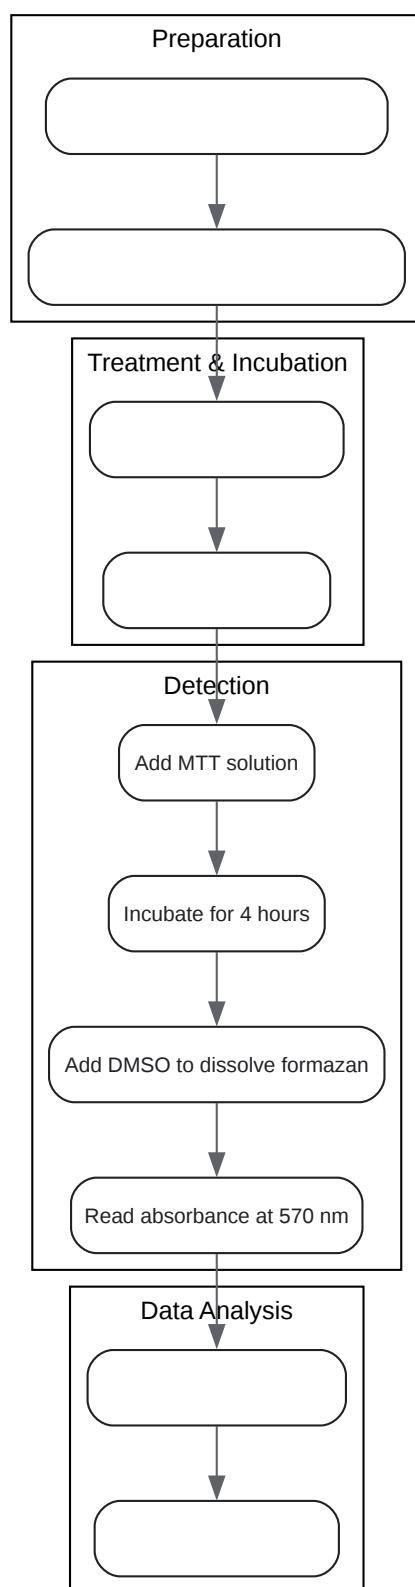 Preparation
Treatment & Incubation
Detection
Add MTT solution
Incubate for 4 hours
Add DMSO to dissolve formazan
Read absorbance at 570 nm
Data Analysis